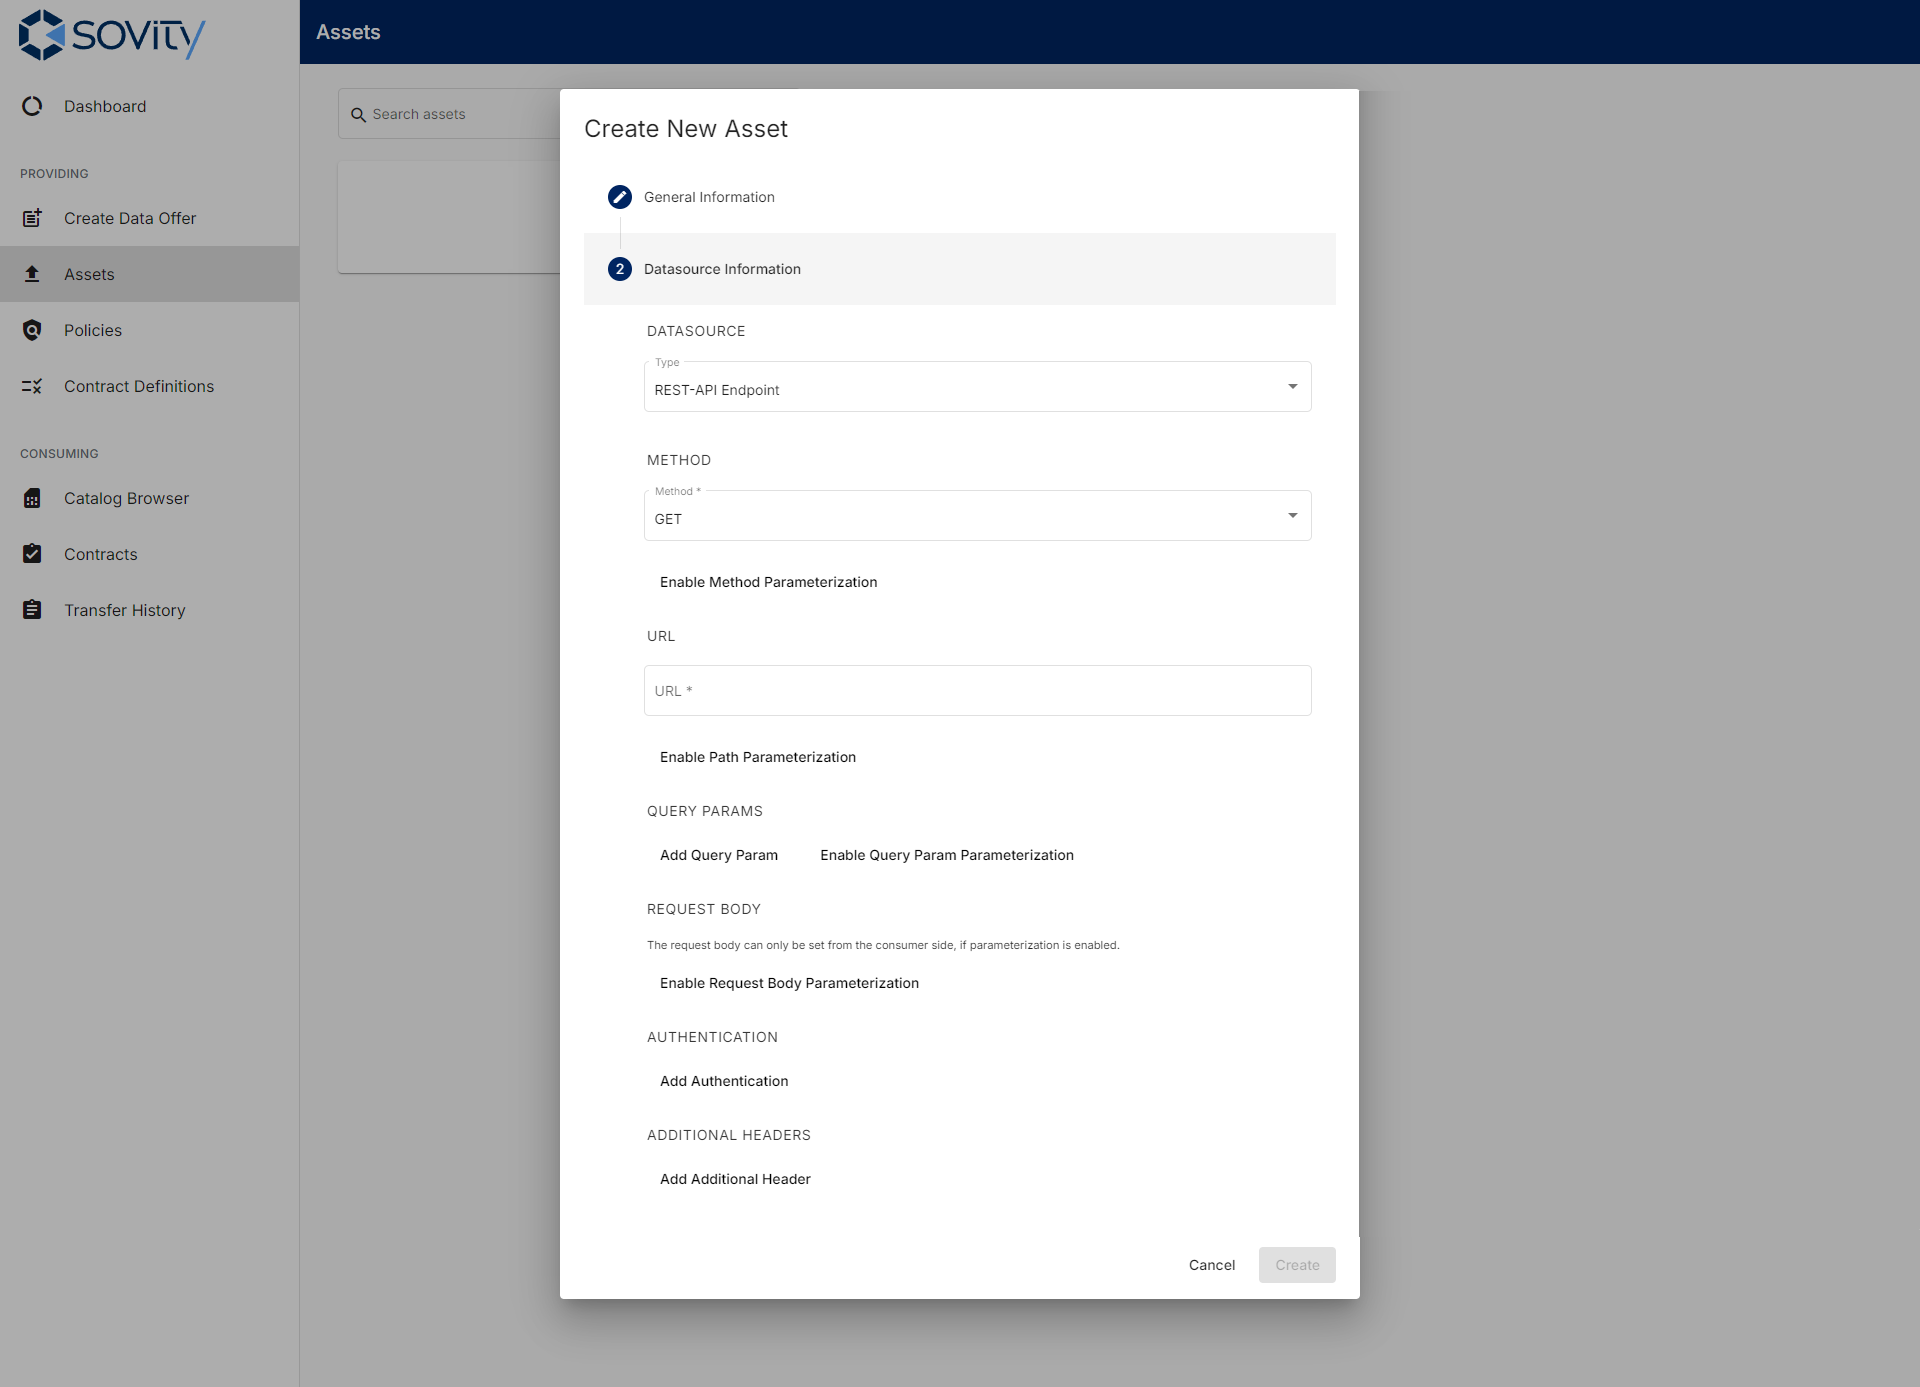 sovity
Assets
Dashboard
PROVIDING
Create Data Offer
Assets
Policies
Contract Definitions
CONSUMING
Catalog Browser
Contracts
Transfer History
Search assets
Create New Asset
General Information
2 Datasource Information
DATASOURCE
Type
REST-API Endpoint
METHOD
Method *
GET
Enable Method Parameterization
URL
URL *
Enable Path Parameterization
QUERY PARAMS
Add Query Param Enable Query Param Parameterization
REQUEST BODY
The request body can only be set from the consumer side, if parameterization is enabled.
Enable Request Body Parameterization
AUTHENTICATION
Add Authentication
ADDITIONAL HEADERS
Add Additional Header
Cancel Create